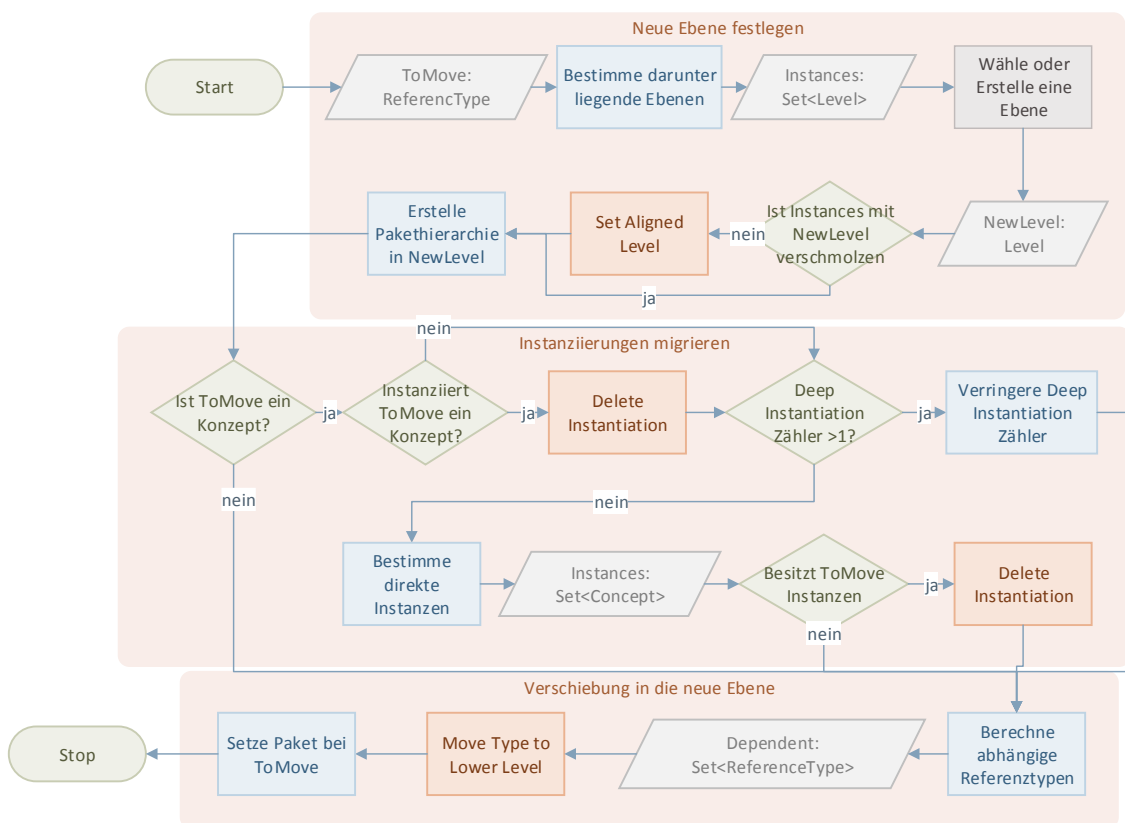 Neue Ebene festlegen
Start
ToMove:
ReferencType
Bestimme darunter
liegende Ebenen
Instances:
Set<Level>
Wähle oder
Erstelle eine
Ebene
Erstelle
Pakethierarchie
in NewLevel
Set Aligned
Level
nein
Ist Instances mit
NewLevel
verschmolzen
NewLevel:
Level
ja
nein
Instanziierungen migrieren
Ist ToMove ein
Konzept?
ja
Instanziiert
ToMove ein
Konzept?
ja
Delete
Instantiation
Deep
Instantiation
Zähler >1?
ja
Verringere Deep
Instantiation
Zähler
nein
nein
Bestimme
direkte
Instanzen
Instances:
Set<Concept>
Besitzt ToMove
Instanzen
ja
Delete
Instantiation
nein
Verschiebung in die neue Ebene
Stop
Setze Paket bei
ToMove
Move Type to
Lower Level
Dependent:
Set<ReferenceType>
Berechne
abhängige
Referenztypen